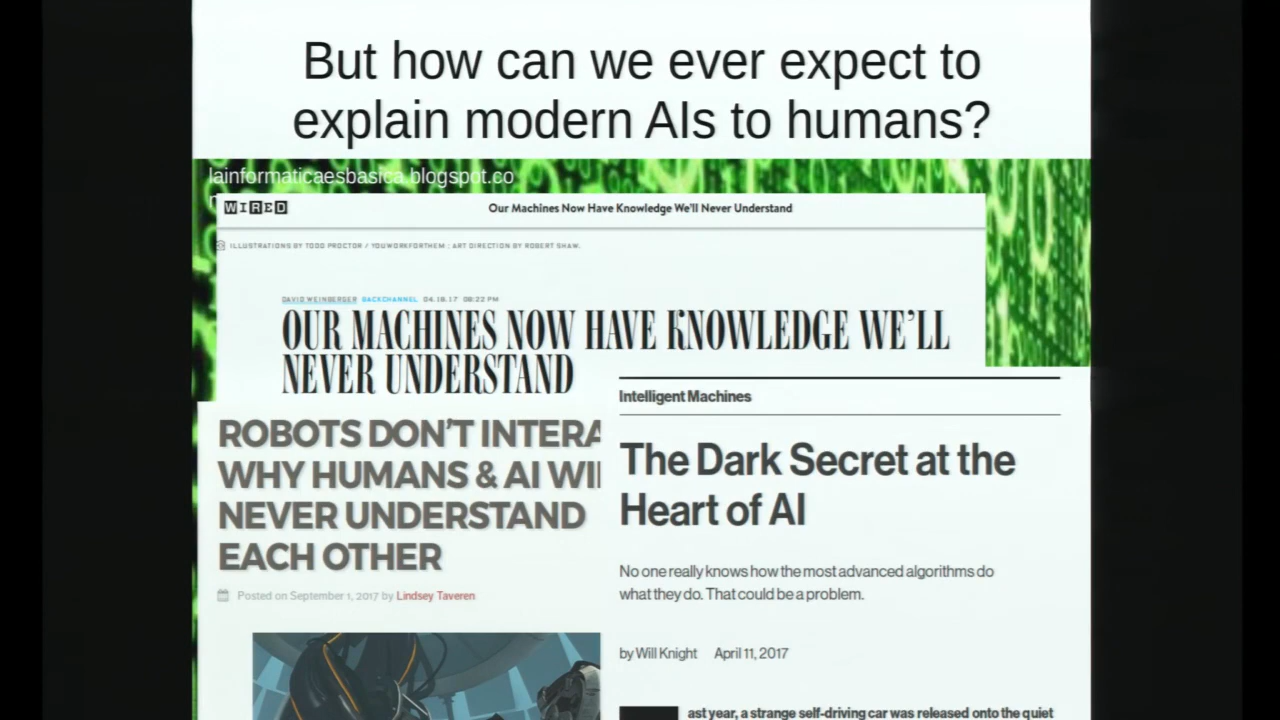 But how can we ever expect to
explain modern AIs to humans?
lainformaticaesbasica.blogspot.co
WIRED
Our Machines Now Have Knowledge We'll Never Understand
ILLUSTRATIONS BY TODD PROCTOR / YOUWORKFORTHEM ; ART DIRECTION BY ROBERT SHAW.
DAVID WEINBERGER BACKCHANNEL 04.18.17 08:22 PM
OUR MACHINES NOW HAVE KNOWLEDGE WE'LL
NEVER UNDERSTAND
ROBOTS DON'T INTERA
WHY HUMANS & AI WIL
NEVER UNDERSTAND
EACH OTHER
Posted on September 1, 2017 by Lindsey Taveren
Intelligent Machines
The Dark Secret at the
Heart of AI
No one really knows how the most advanced algorithms do
what they do. That could be a problem.
by Will Knight April 11, 2017
ast year, a strange self-driving car was released onto the quiet